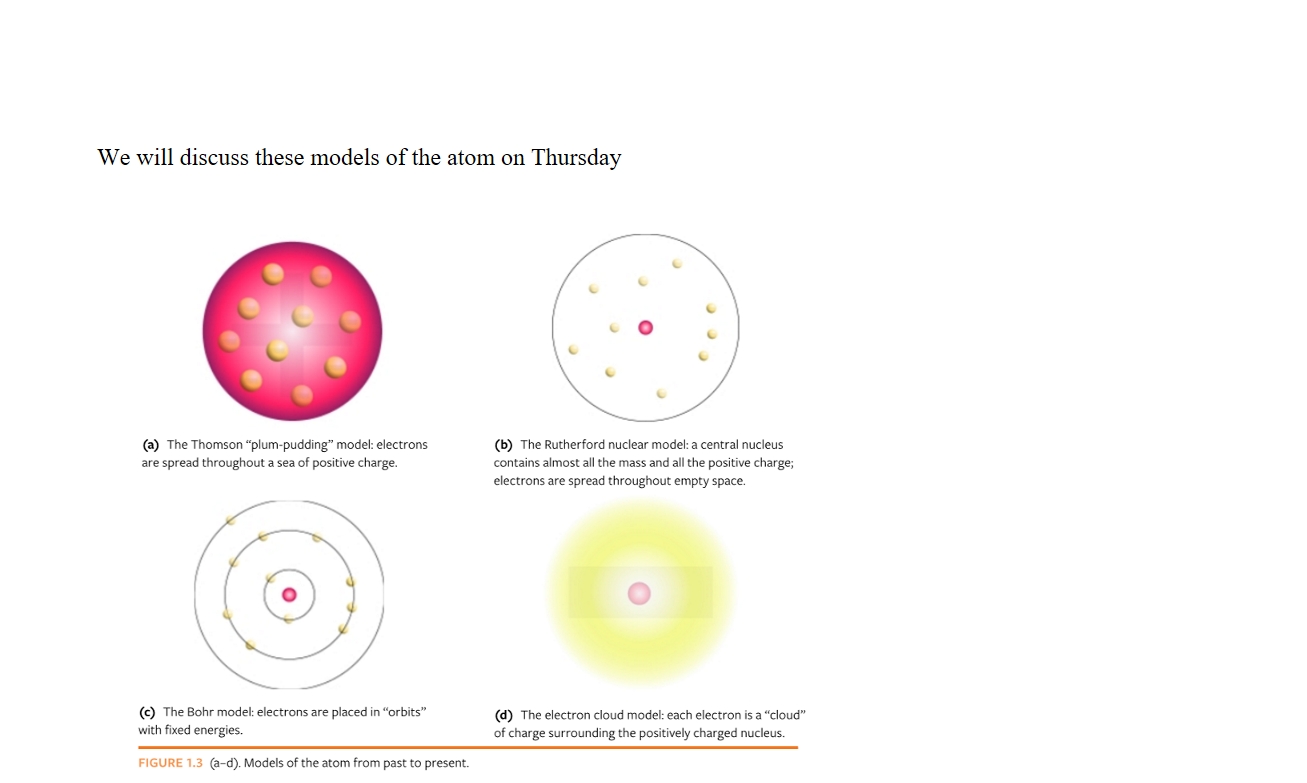 We will discuss these models of the atom on Thursday
(a) The Thomson “plum-pudding” model: electrons
are spread throughout a sea of positive charge.
(b) The Rutherford nuclear model: a central nucleus
contains almost all the mass and all the positive charge;
electrons are spread throughout empty space.
(c) The Bohr model: electrons are placed in “orbits”
with fixed energies.
(d) The electron cloud model: each electron is a “cloud”
of charge surrounding the positively charged nucleus.
FIGURE 1.3 (a–d). Models of the atom from past to present.